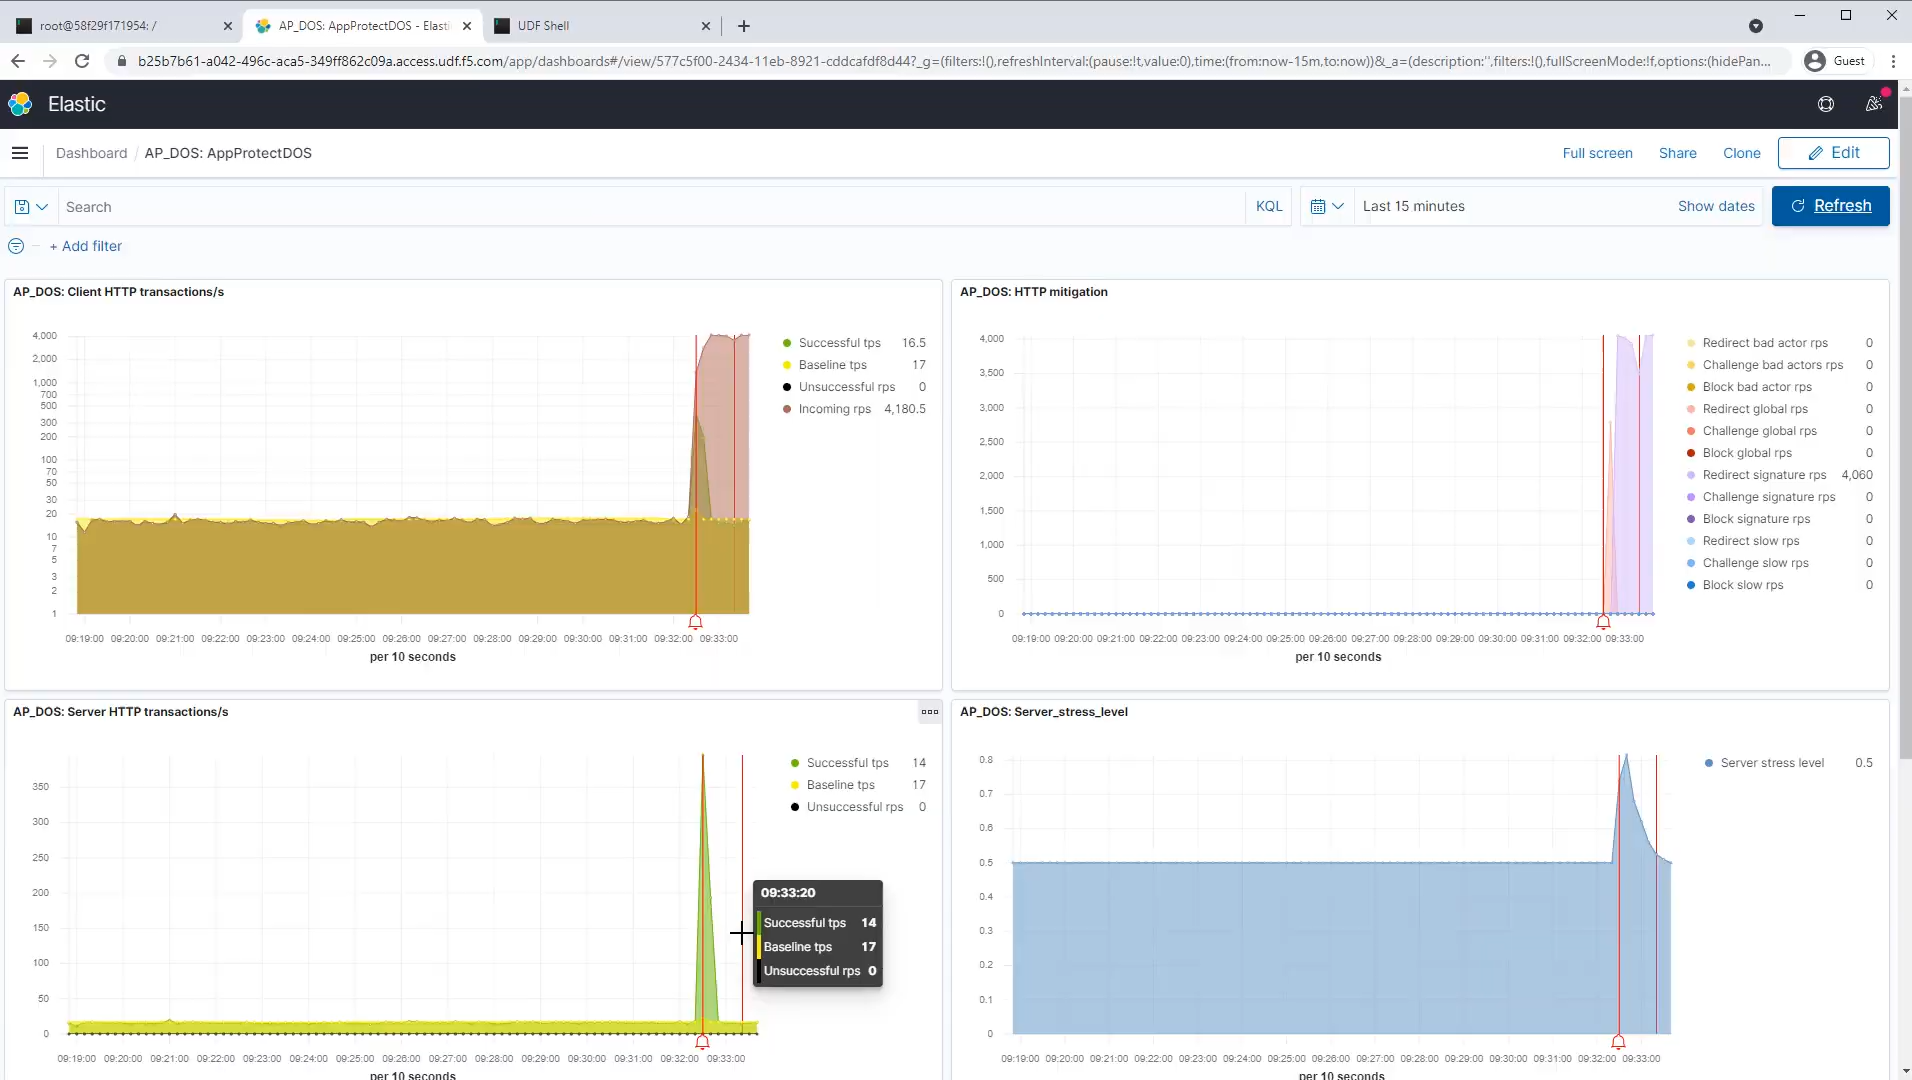 root@58f29f171954: /
AP_DOS: AppProtectDOS - Elasti
UDF Shell
b25b7b61-a042-496c-aca5-349ff862c09a.access.udf.f5.com/app/dashboards#/view/577c5f00-2434-11eb-8921-cddcafdf8d44?_g=(filters:!(),refreshInterval:(pause:!t,value:0),time:(from:now-15m,to:now))&_a=(description:'',filters:!(),fullScreenMode:!f,options:(hidePan...
Guest
Elastic
Dashboard / AP_DOS: AppProtectDOS
Full screen
Share
Clone
Edit
Search
KQL
Last 15 minutes
Show dates
Refresh
+ Add filter
AP_DOS: Client HTTP transactions/s
4,000
2,000
1,000
700
500
300
200
100
70
50
30
20
10
7
5
3
2
1
09:19:00 09:20:00 09:21:00 09:22:00 09:23:00 09:24:00 09:25:00 09:26:00 09:27:00 09:28:00 09:29:00 09:30:00 09:31:00 09:32:00 09:33:00
per 10 seconds
Successful tps 16.5
Baseline tps 17
Unsuccessful rps 0
Incoming rps 4,180.5
AP_DOS: HTTP mitigation
4,000
3,500
3,000
2,500
2,000
1,500
1,000
500
0
09:19:00 09:20:00 09:21:00 09:22:00 09:23:00 09:24:00 09:25:00 09:26:00 09:27:00 09:28:00 09:29:00 09:30:00 09:31:00 09:32:00 09:33:00
per 10 seconds
Redirect bad actor rps 0
Challenge bad actors rps 0
Block bad actor rps 0
Redirect global rps 0
Challenge global rps 0
Block global rps 0
Redirect signature rps 4,060
Challenge signature rps 0
Block signature rps 0
Redirect slow rps 0
Challenge slow rps 0
Block slow rps 0
AP_DOS: Server HTTP transactions/s
350
300
250
200
150
100
50
0
09:19:00 09:20:00 09:21:00 09:22:00 09:23:00 09:24:00 09:25:00 09:26:00 09:27:00 09:28:00 09:29:00 09:30:00 09:31:00 09:32:00 09:33:00
per 10 seconds
Successful tps 14
Baseline tps 17
Unsuccessful rps 0
09:33:20
Successful tps 14
Baseline tps 17
Unsuccessful rps 0
AP_DOS: Server_stress_level
0.8
0.7
0.6
0.5
0.4
0.3
0.2
0.1
0
09:19:00 09:20:00 09:21:00 09:22:00 09:23:00 09:24:00 09:25:00 09:26:00 09:27:00 09:28:00 09:29:00 09:30:00 09:31:00 09:32:00 09:33:00
per 10 seconds
Server stress level 0.5